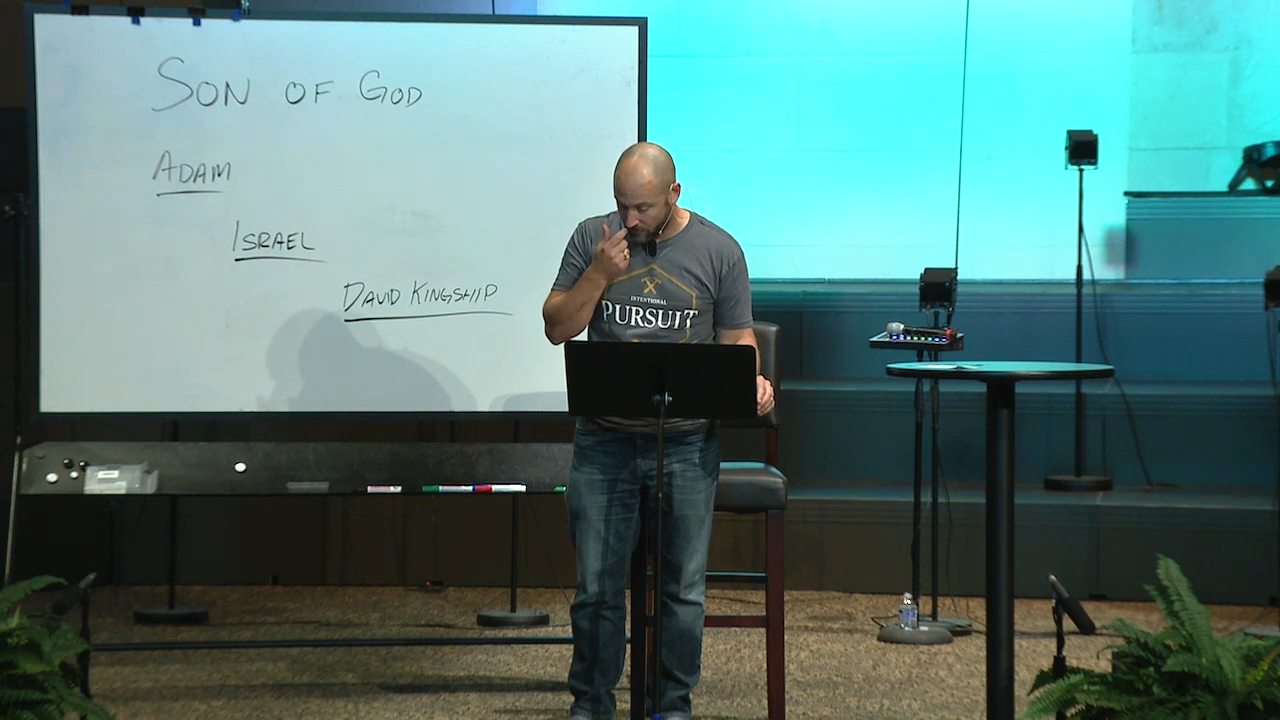 SON OF GOD
ADAM
ISRAEL
DAVID KINGSHIP
INTENTIONAL
PURSUIT